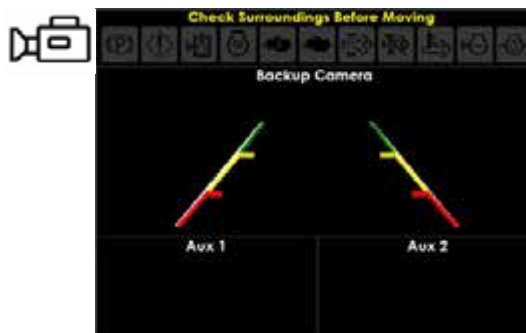 Check Surroundings Before Moving
(P) (!)
Backup Camera
Aux 1
Aux 2